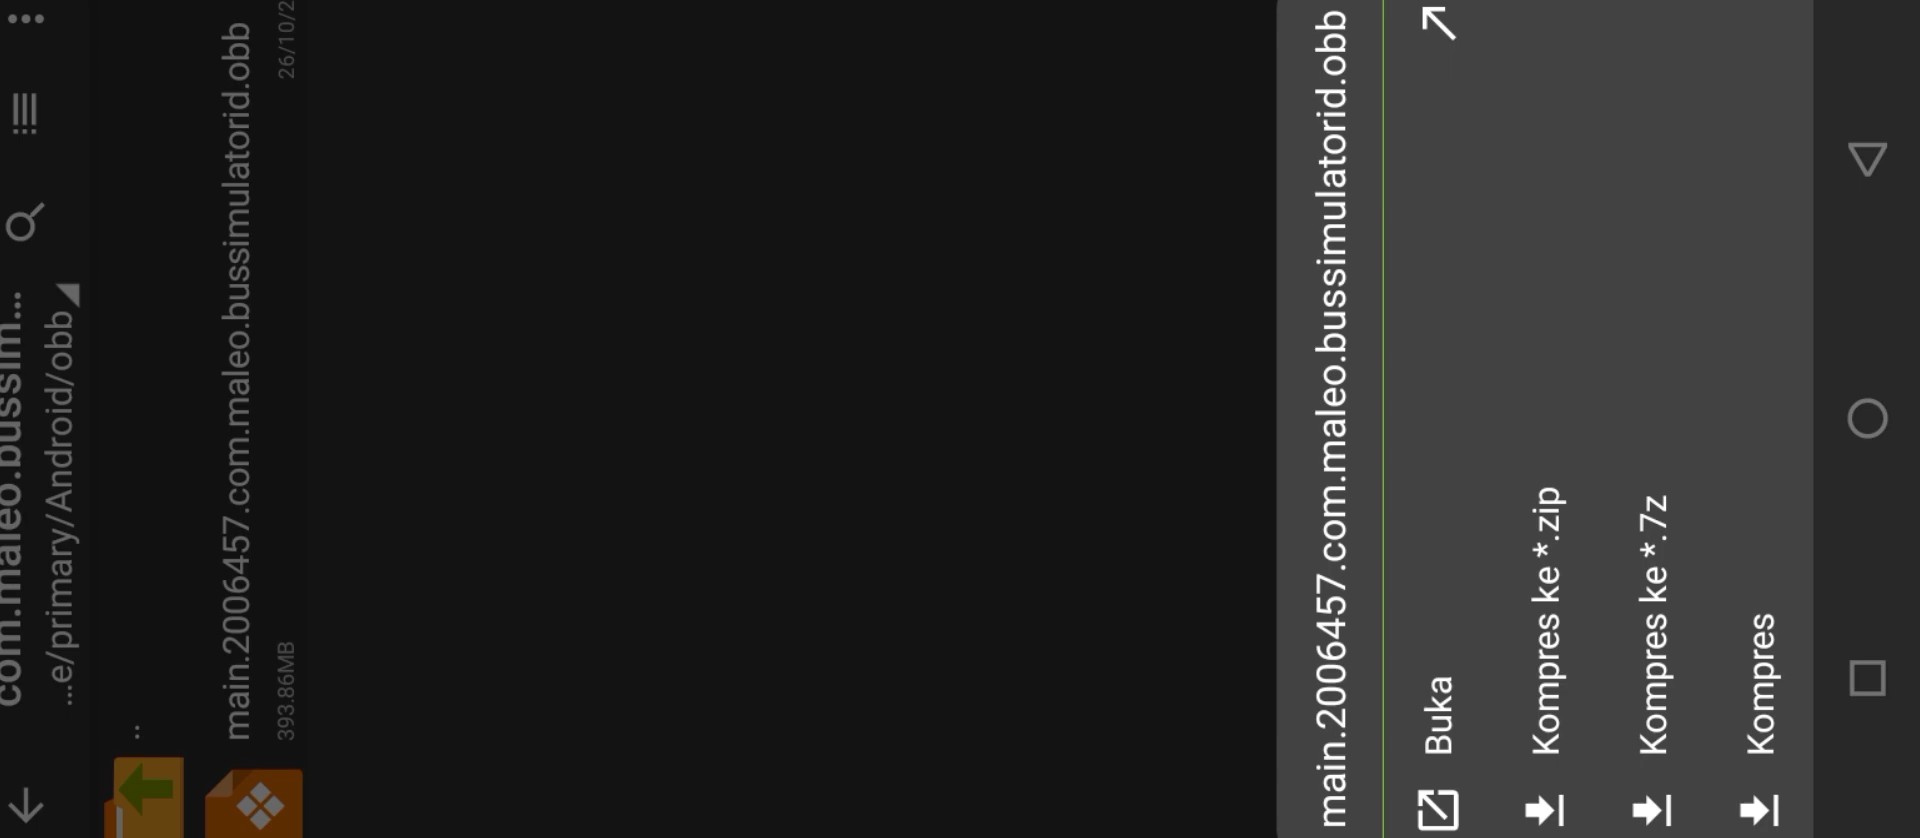 com.maleo.bussim...
...e/primary/Android/obb
..
main.2006457.com.maleo.bussimulatorid.obb
393.86MB
26/10/2
main.2006457.com.maleo.bussimulatorid.obb
Buka
Kompres ke *.zip
Kompres ke *.7z
Kompres